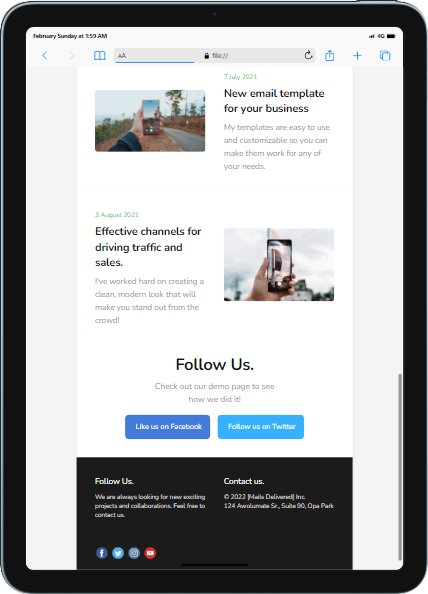 February Sunday at 1:59 AM
4G
AA
file://
7 July 2021
New email template
for your business
My templates are easy to use
and customizable so you can
make them work for any of
your needs.
3 August 2021
Effective channels for
driving traffic and
sales.
I've worked hard on creating a
clean, modern look that will
make you stand out from the
crowd!
Follow Us.
Check out our demo page to see
how we did it!
Like us on Facebook
Follow us on Twitter
Follow Us.
We are always looking for new exciting
projects and collaborations. Feel free to
contact us.
Contact us.
© 2022 [Mails Delivered] Inc.
124 Awolumate Sr., Suite 90, Opa Park